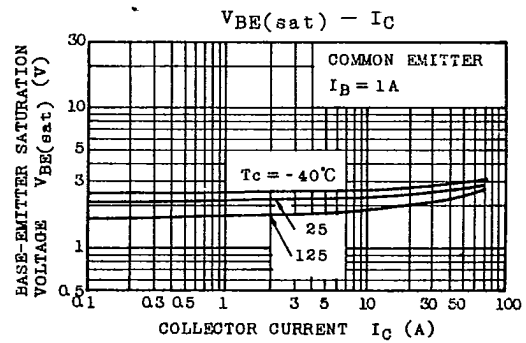 VBE(sat) – IC
COMMON EMITTER
IB = 1A
Tc = -40°C
25
125
BASE-EMITTER SATURATION
VOLTAGE VBE(sat) (V)
30
10
5
3
1
0.5
0.1 0.3 0.5 1 3 5 10 30 50 100
COLLECTOR CURRENT IC (A)